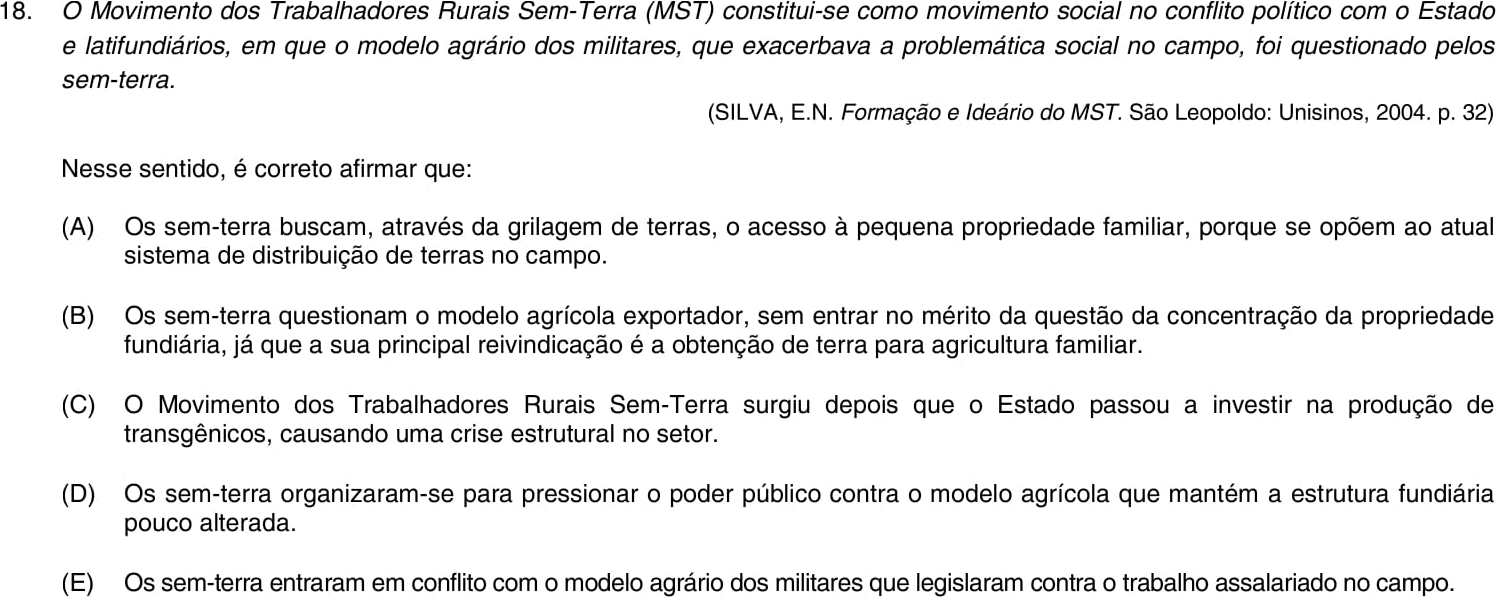 18. O Movimento dos Trabalhadores Rurais Sem-Terra (MST) constitui-se como movimento social no conflito político com o Estado
e latifundiários, em que o modelo agrário dos militares, que exacerbava a problemática social no campo, foi questionado pelos
sem-terra.
(SILVA, E.N. Formação e Ideário do MST. São Leopoldo: Unisinos, 2004. p. 32)
Nesse sentido, é correto afirmar que:
(A) Os sem-terra buscam, através da grilagem de terras, o acesso à pequena propriedade familiar, porque se opõem ao atual
sistema de distribuição de terras no campo.
(B) Os sem-terra questionam o modelo agrícola exportador, sem entrar no mérito da questão da concentração da propriedade
fundiária, já que a sua principal reivindicação é a obtenção de terra para agricultura familiar.
(C) O Movimento dos Trabalhadores Rurais Sem-Terra surgiu depois que o Estado passou a investir na produção de
transgênicos, causando uma crise estrutural no setor.
(D) Os sem-terra organizaram-se para pressionar o poder público contra o modelo agrícola que mantém a estrutura fundiária
pouco alterada.
(E) Os sem-terra entraram em conflito com o modelo agrário dos militares que legislaram contra o trabalho assalariado no campo.